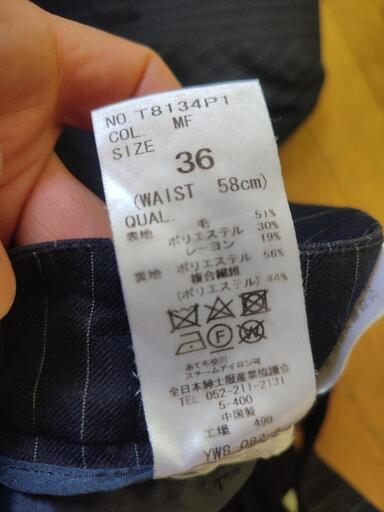 NO. T8134P1
COL. MF
SIZE
36
(WAIST 58cm)
QUAL.
表地 毛 51%
ポリエステル 30%
レーヨン 19%
表地 ポリエステル 56%
複合繊維
(ポリエステル) 44%
あて布使用
スチームアイロン可
全日本紳士服産業協議会
TEL 052-211-2131
5-400
中国製
工場 490